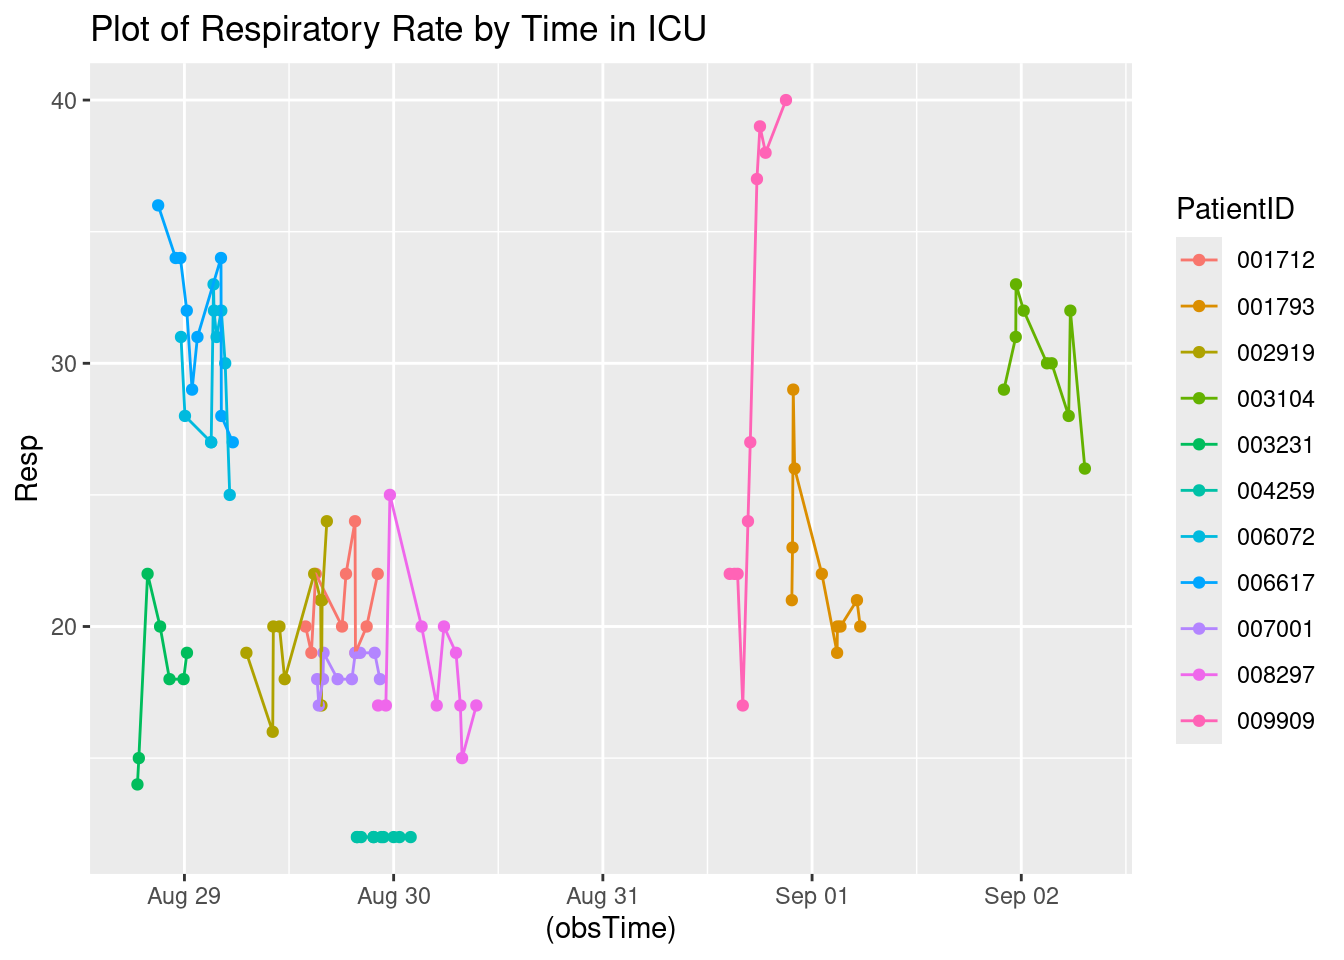 Plot of Respiratory Rate by Time in ICU
40
30
20
Resp
Aug 29
Aug 30
Aug 31
Sep 01
Sep 02
(obsTime)
PatientID
001712
001793
002919
003104
003231
004259
006072
006617
007001
008297
009909